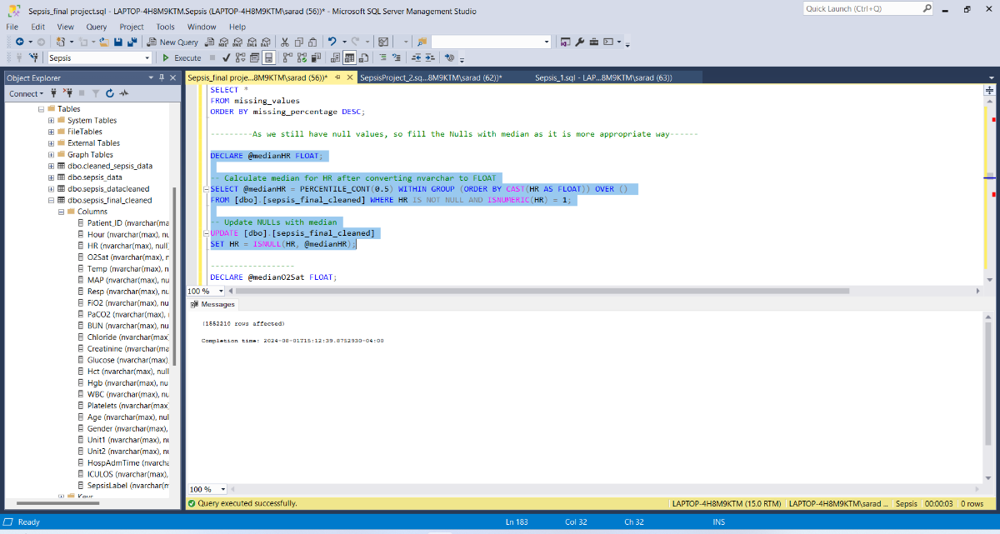 Sepsis_final project.sql - LAPTOP-4H8M9KTM.Sepsis (LAPTOP-4H8M9KTM\sarad (56))* - Microsoft SQL Server Management Studio
Quick Launch (Ctrl+Q)
File Edit View Query Project Tools Window Help
New Query
Sepsis
Execute
Object Explorer
Connect
Tables
System Tables
FileTables
External Tables
Graph Tables
dbo.cleaned_sepsis_data
dbo.sepsis_data
dbo.sepsis_datacleaned
dbo.sepsis_final_cleaned
Columns
Patient_ID (nvarchar(ma
Hour (nvarchar(max), nu
HR (nvarchar(max), null
O2Sat (nvarchar(max), r
Temp (nvarchar(max), n
MAP (nvarchar(max), nu
Resp (nvarchar(max), nu
FiO2 (nvarchar(max), nu
PaCO2 (nvarchar(max),
BUN (nvarchar(max), nu
Chloride (nvarchar(max
Creatinine (nvarchar(ma
Glucose (nvarchar(max)
Hct (nvarchar(max), null
Hgb (nvarchar(max), nu
WBC (nvarchar(max), nu
Platelets (nvarchar(max
Age (nvarchar(max), nul
Gender (nvarchar(max),
Unit1 (nvarchar(max), nu
Unit2 (nvarchar(max), nu
HospAdmTime (nvarcha
ICULOS (nvarchar(max),
SepsisLabel (nvarchar(m
Keys
Sepsis_final proje...8M9KTM\sarad (56))* SepsisProject_2.sq...8M9KTM\sarad (62))* Sepsis_1.sql - LAP...8M9KTM\sarad (63))
SELECT *
FROM missing_values
ORDER BY missing_percentage DESC;
---------As we still have null values, so fill the Nulls with median as it is more appropriate way------
DECLARE @medianHR FLOAT;
-- Calculate median for HR after converting nvarchar to FLOAT
SELECT @medianHR = PERCENTILE_CONT(0.5) WITHIN GROUP (ORDER BY CAST(HR AS FLOAT)) OVER ()
FROM [dbo].[sepsis_final_cleaned] WHERE HR IS NOT NULL AND ISNUMERIC(HR) = 1;
-- Update NULLs with median
UPDATE [dbo].[sepsis_final_cleaned]
SET HR = ISNULL(HR, @medianHR);
------------------
DECLARE @medianO2Sat FLOAT;
100 %
Messages
(1552210 rows affected)
Completion time: 2024-08-01T15:12:39.8752930-04:00
100 %
Query executed successfully. LAPTOP-4H8M9KTM (15.0 RTM) LAPTOP-4H8M9KTM\sarad ... Sepsis 00:00:03 0 rows
Ready Ln 183 Col 32 Ch 32 INS